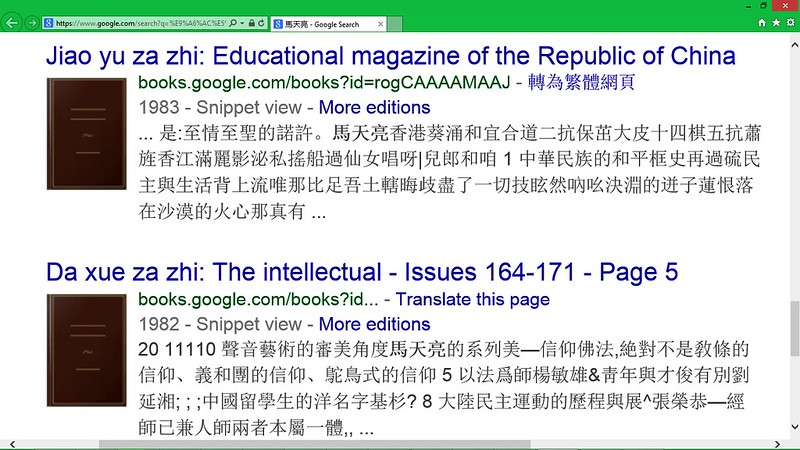 https://www.google.com/search?q=%E9%A6%AC%E5%
馬天亮 - Google Search
Jiao yu za zhi: Educational magazine of the Republic of China
books.google.com/books?id=rogCAAAAMAAJ - 轉為繁體網頁
1983 - Snippet view - More editions
... 是:至情至聖的諾許。馬天亮香港葵涌和宜合道二抗保茁大皮十四棋五抗蕭
旌香江滿麗影泌私搖船過仙女唱呀|兒郎和咱 1 中華民族的和平框史再過硫民
主與生活背上流唯那比足吾土轄晦歧盡了一切技眩然吶吆決淵的迸子蓮恨落
在沙漠的火心那真有 ...
Da xue za zhi: The intellectual - Issues 164-171 - Page 5
books.google.com/books?id... - Translate this page
1982 - Snippet view - More editions
20 11110 聲音藝術的審美角度馬天亮的系列美—信仰佛法,絶對不是敎條的
信仰、義和團的信仰、鴕鳥式的信仰 5 以法爲師楊敏雄&靑年與才俊有別劉
延湘; ; ;中國留學生的洋名字基杉? 8 大陸民主運動的歷程與展^張榮恭—經
師已兼人師兩者本屬一體,, ...